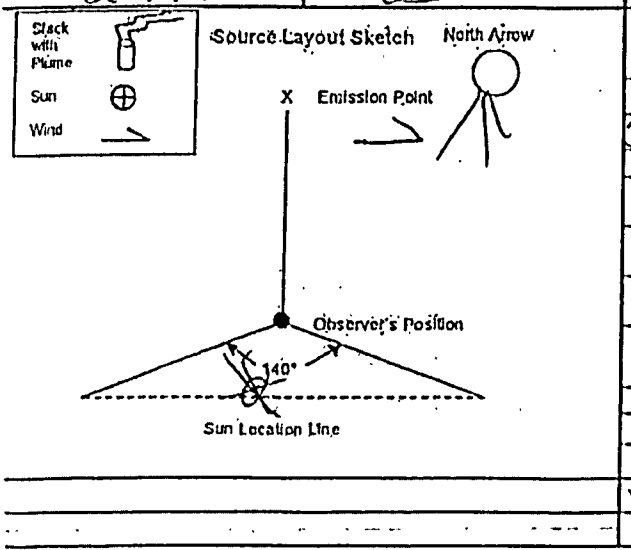 Stack
with
Plume
Sun
Wind
Source Layout Sketch
North Arrow
X Emission Point
Observer's Position
140°
Sun Location Line